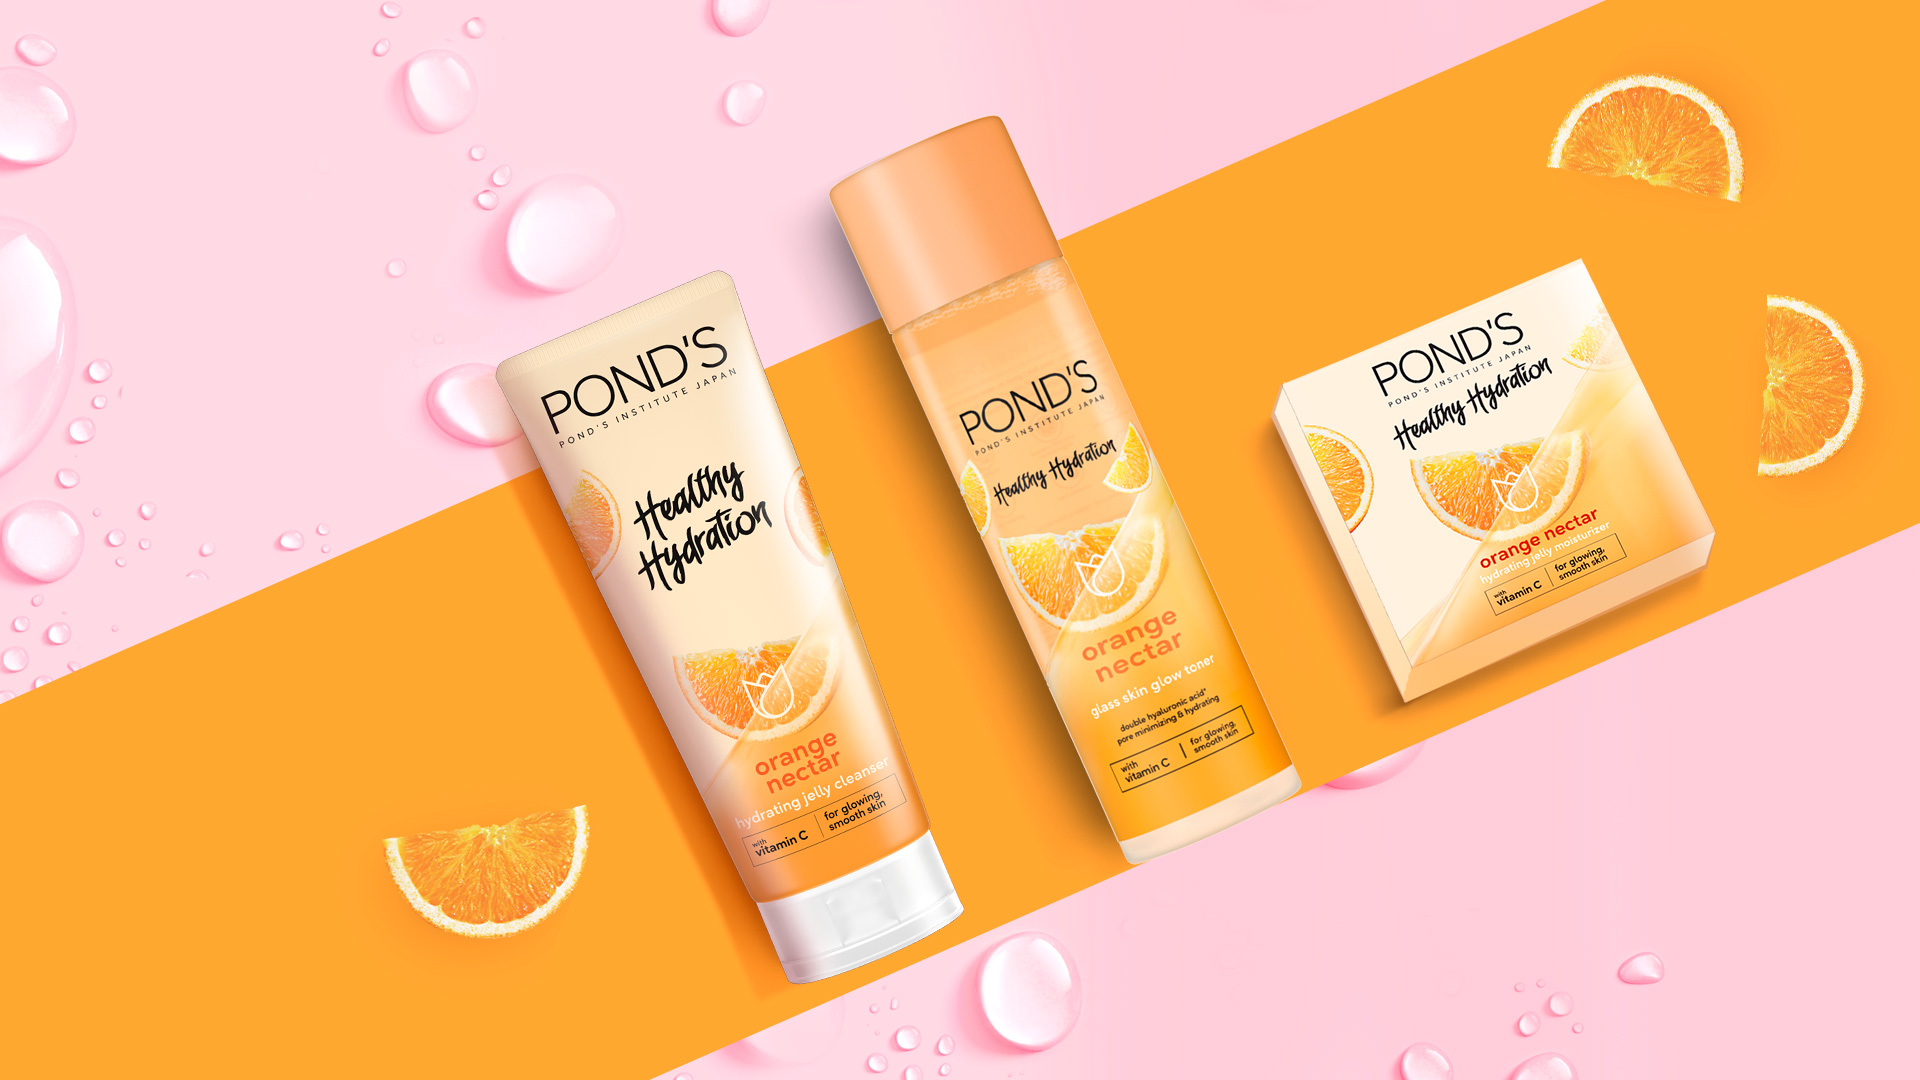 POND'S
POND'S INSTITUTE JAPAN
Healthy
Hydration
orange
nectar
hydrating jelly cleanser
with
vitamin C
for glowing,
smooth skin
POND'S
POND'S INSTITUTE JAPAN
Healthy Hydration
orange
nectar
glass skin glow toner
double hyaluronic acid*
pore minimizing & hydrating
with
vitamin C
for glowing,
smooth skin
POND'S
POND'S INSTITUTE JAPAN
Healthy Hydration
orange nectar
hydrating jelly moisturizer
with
vitamin C
for glowing,
smooth skin